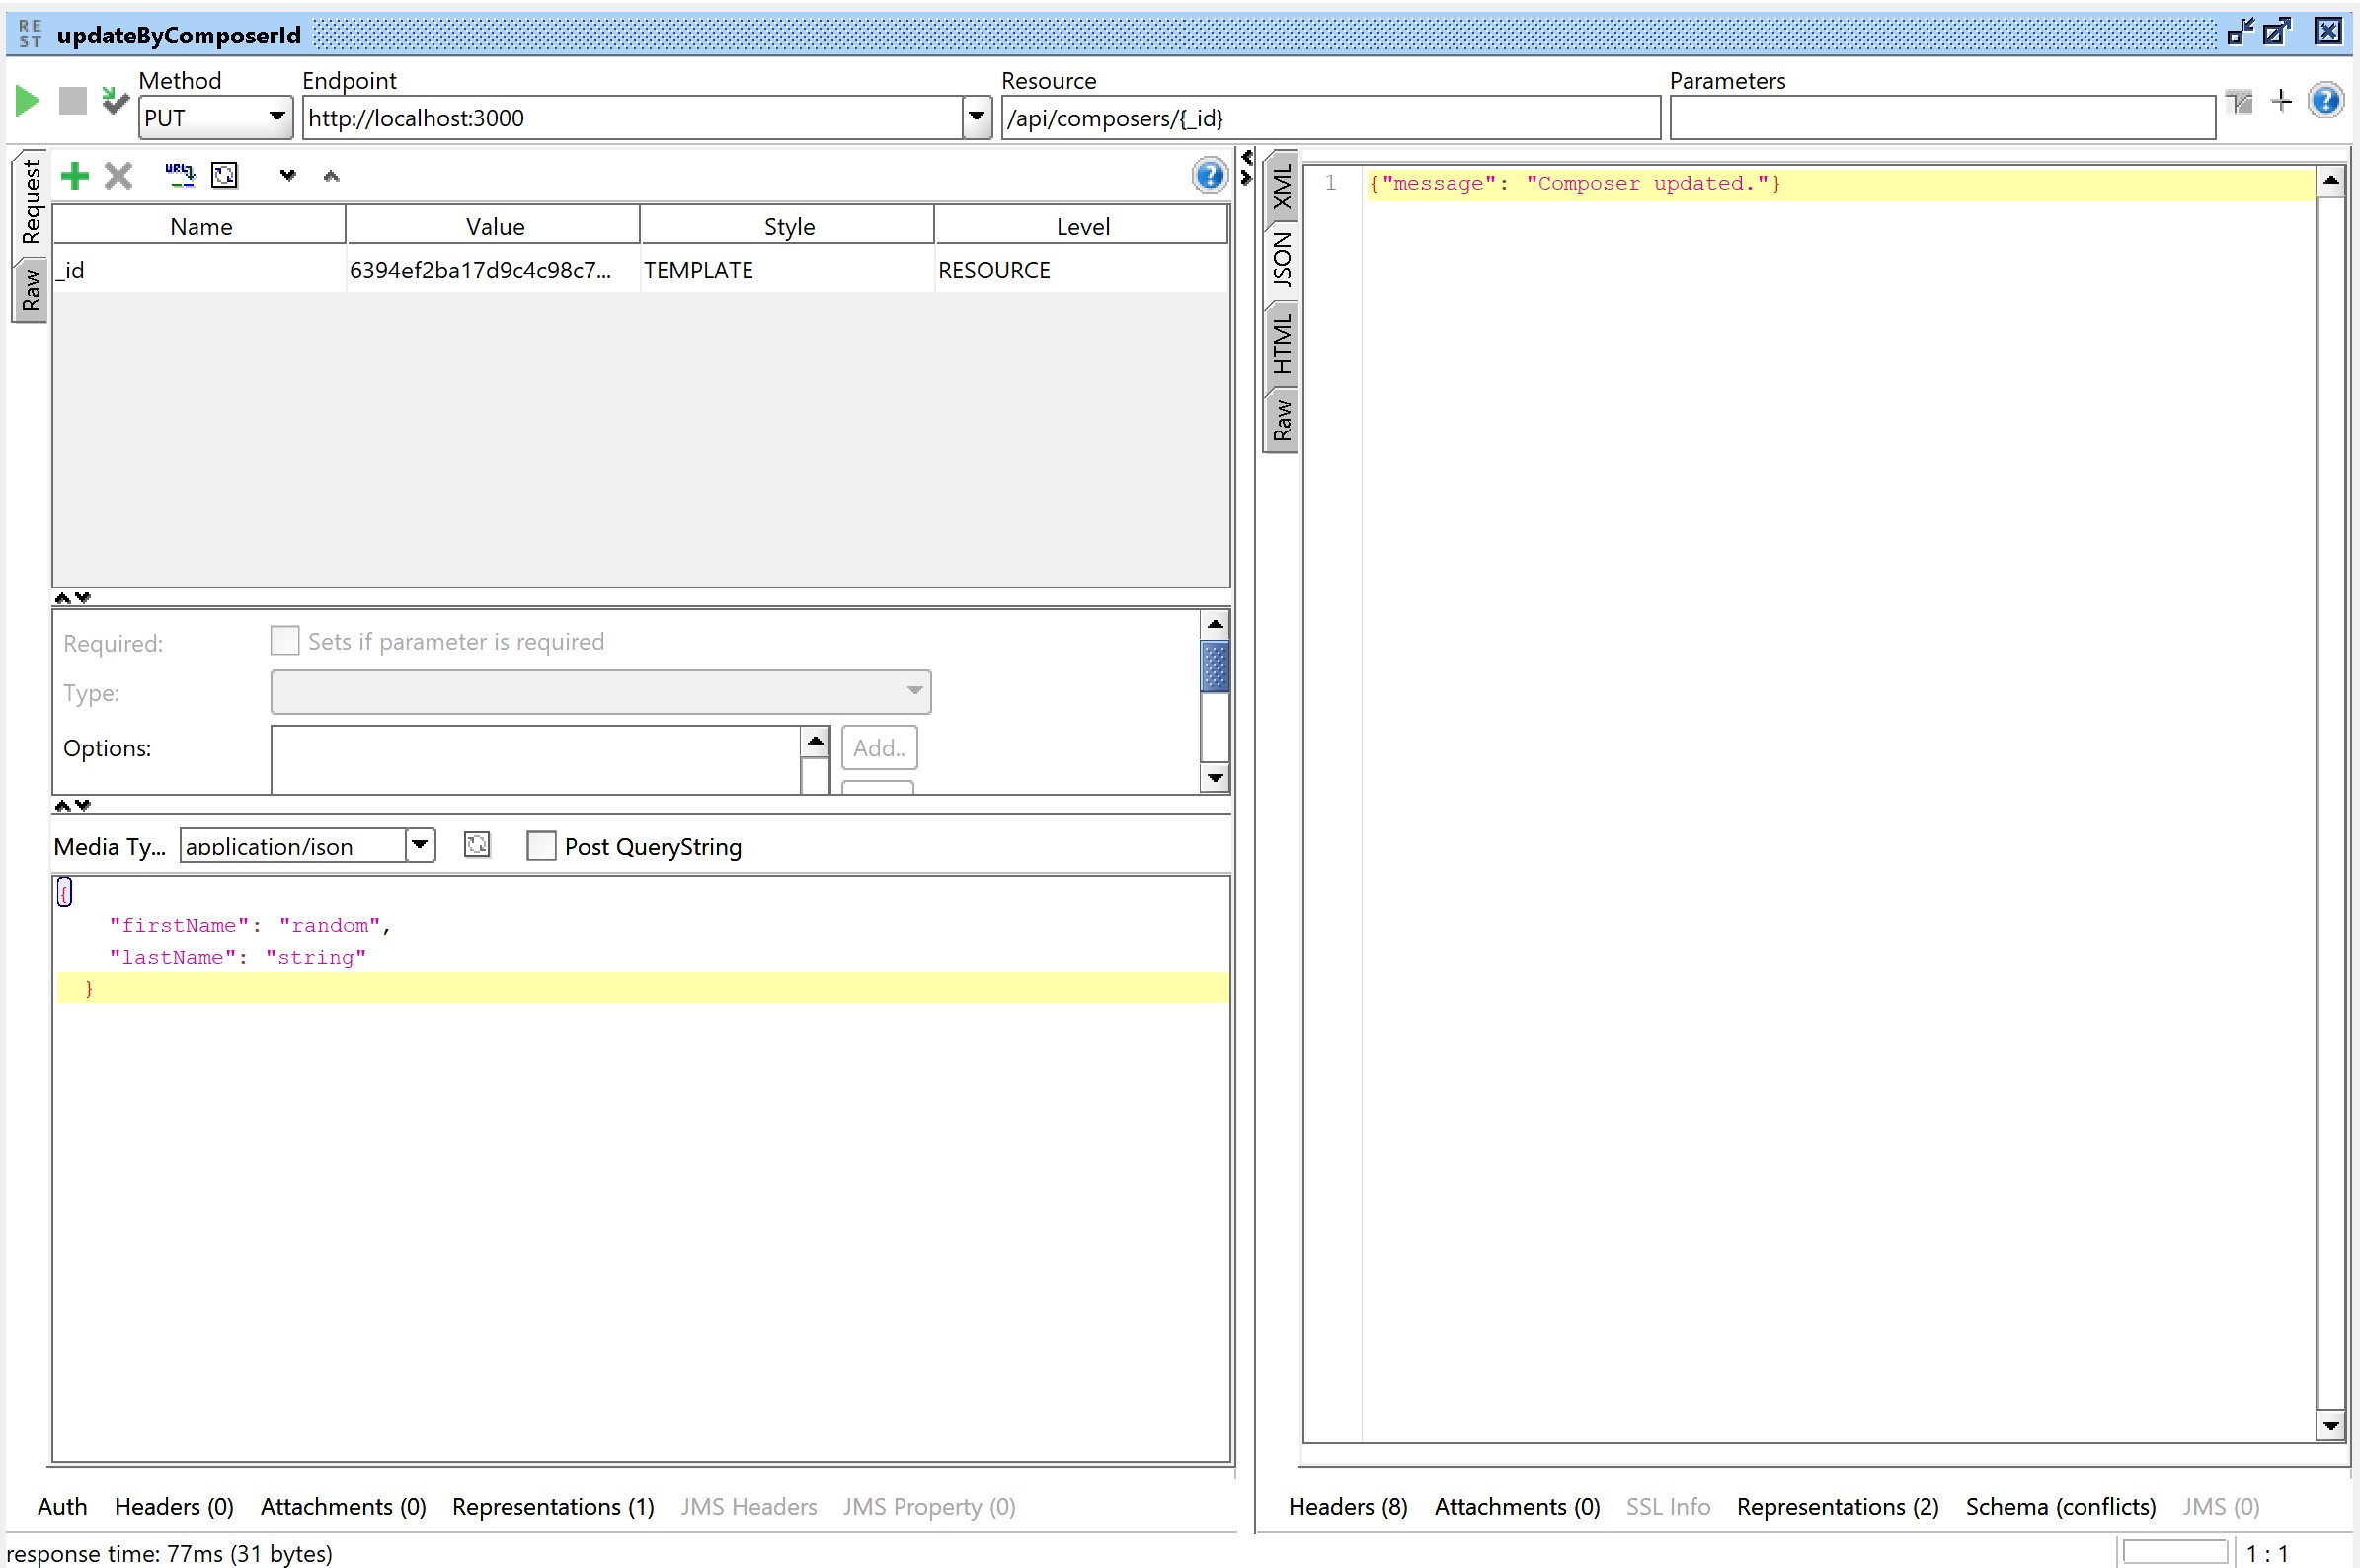 RE
ST
updateByComposerId
Method
Endpoint
Resource
Parameters
PUT
http://localhost:3000
/api/composers/{_id}
Request
Raw
URL
Name Value Style Level
_id 6394ef2ba17d9c4c98c7... TEMPLATE RESOURCE
Required: Sets if parameter is required
Type:
Options: Add..
Media Ty... application/json Post QueryString
{
"firstName": "random",
"lastName": "string"
}
XML
JSON
HTML
Raw
1 {"message": "Composer updated."}
Auth Headers (0) Attachments (0) Representations (1) JMS Headers JMS Property (0)
Headers (8) Attachments (0) SSL Info Representations (2) Schema (conflicts) JMS (0)
response time: 77ms (31 bytes)
1 : 1